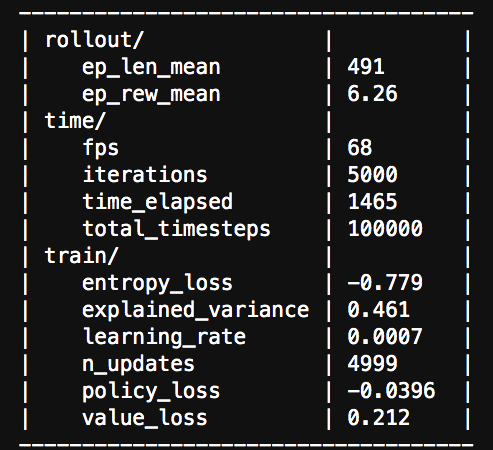 ------------------------------------
| rollout/ | |
| ep_len_mean | 491 |
| ep_rew_mean | 6.26 |
| time/ | |
| fps | 68 |
| iterations | 5000 |
| time_elapsed | 1465 |
| total_timesteps | 100000 |
| train/ | |
| entropy_loss | -0.779 |
| explained_variance | 0.461 |
| learning_rate | 0.0007 |
| n_updates | 4999 |
| policy_loss | -0.0396 |
| value_loss | 0.212 |
------------------------------------